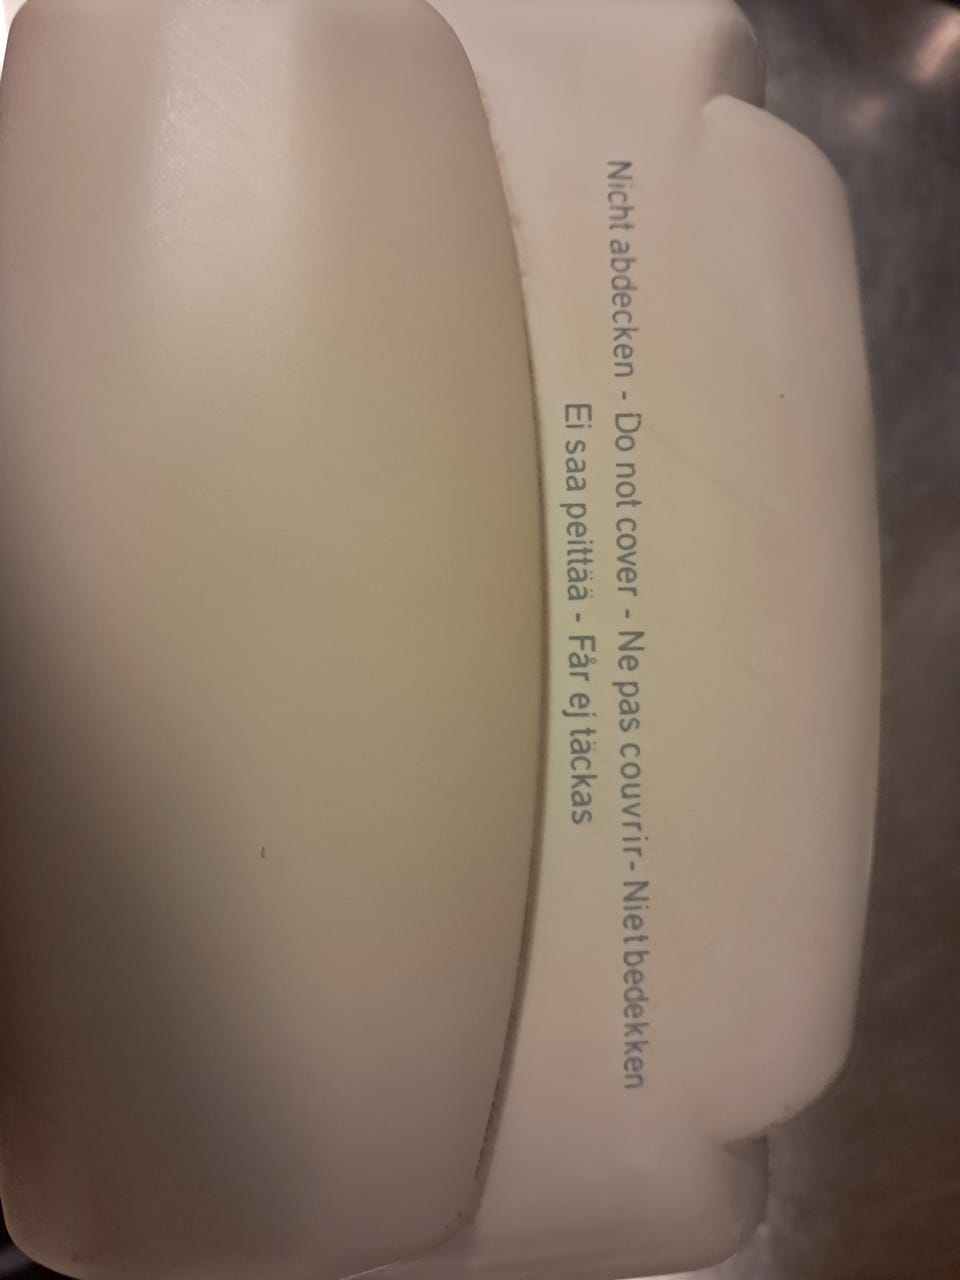 Nicht abdecken - Do not cover - Ne pas couvrir- Niet bedekken
Ei saa peittää - Får ej täckas